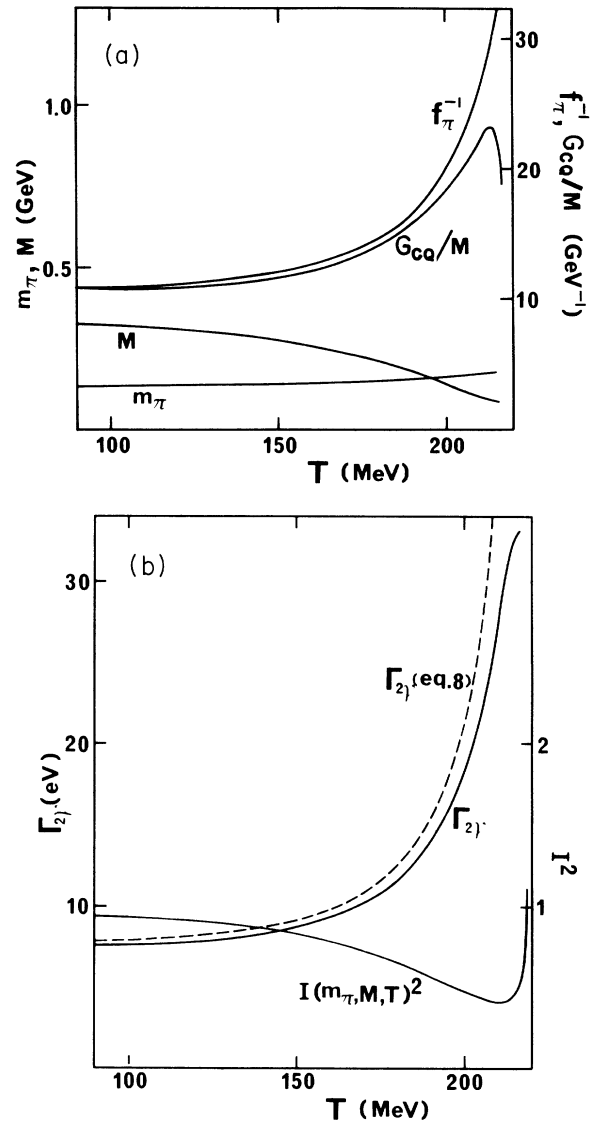 (a)
30
20
10
f_π^-1, G_CQ/M (GeV^-1)
1.0
0.5
m_π, M (GeV)
f_π^-1
G_CQ/M
M
m_π
100
150
200
T (MeV)
(b)
30
20
10
Γ_2γ (eV)
2
1
I^2
Γ_2γ (eq.8)
Γ_2γ
I(m_π,M,T)^2
100
150
200
T (MeV)